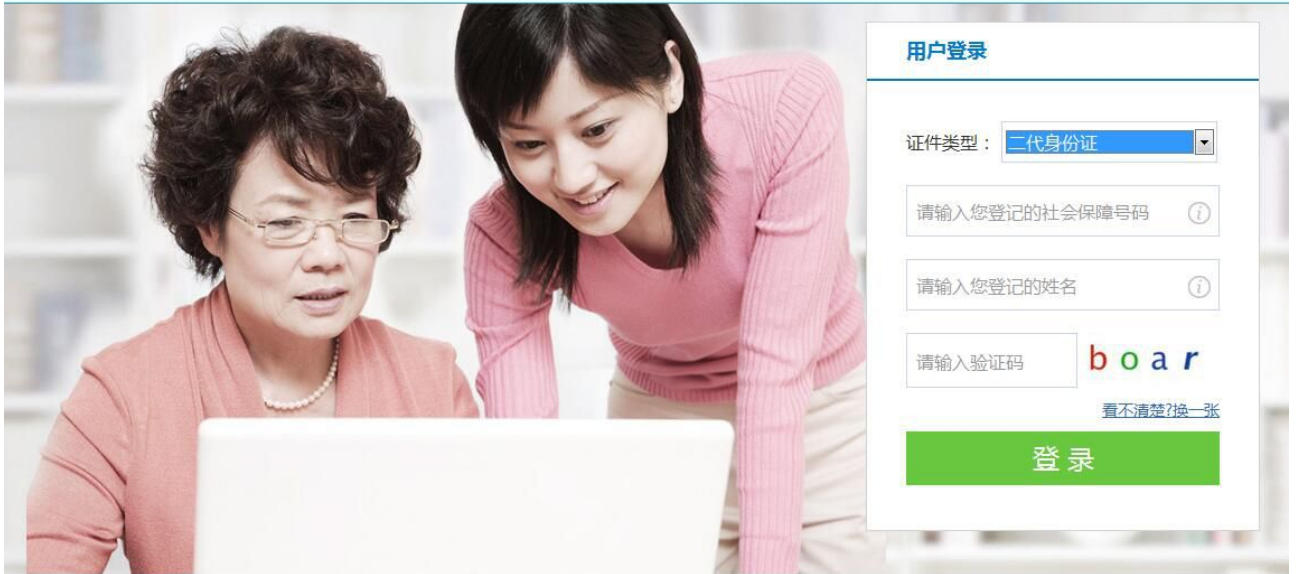 用户登录
证件类型： 二代身份证
请输入您登记的社会保障号码
请输入您登记的姓名
请输入验证码 boar
看不清楚?换一张
登录